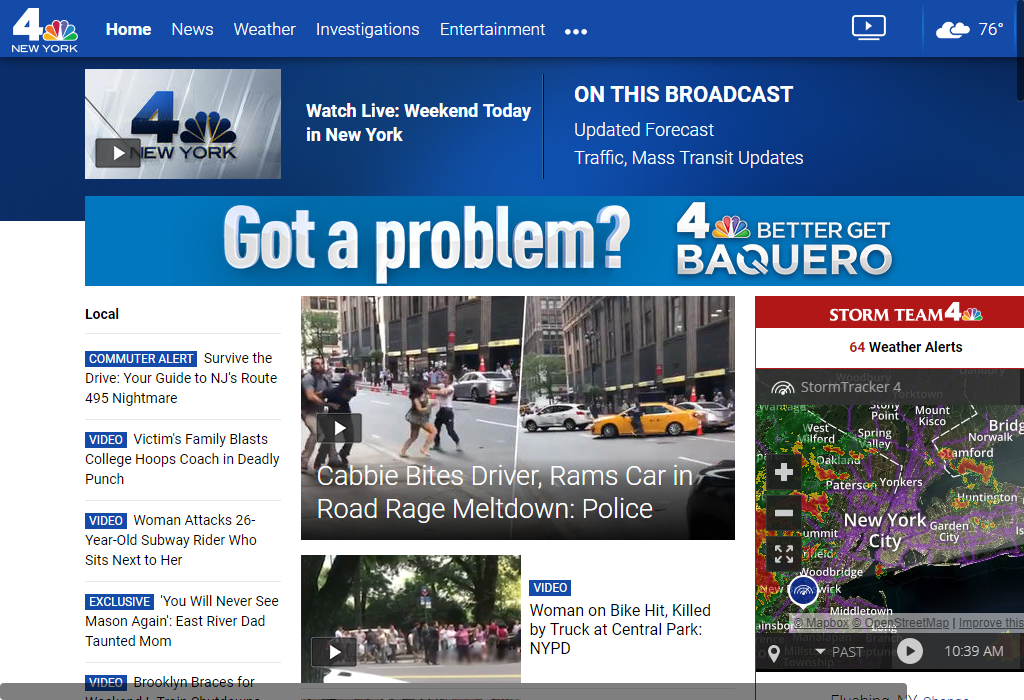 4
NEW YORK
Home News Weather Investigations Entertainment
76°
4
NEW YORK
Watch Live: Weekend Today
in New York
ON THIS BROADCAST
Updated Forecast
Traffic, Mass Transit Updates
Got a problem?
4 BETTER GET
BAQUERO
Local
COMMUTER ALERT Survive the
Drive: Your Guide to NJ's Route
495 Nightmare
VIDEO Victim's Family Blasts
College Hoops Coach in Deadly
Punch
VIDEO Woman Attacks 26-
Year-Old Subway Rider Who
Sits Next to Her
EXCLUSIVE 'You Will Never See
Mason Again': East River Dad
Taunted Mom
VIDEO Brooklyn Braces for
Cabbie Bites Driver, Rams Car in
Road Rage Meltdown: Police
VIDEO
Woman on Bike Hit, Killed
by Truck at Central Park:
NYPD
STORM TEAM 4
64 Weather Alerts
StormTracker 4
Woodbury
Danbury
Yorktown
Stony
Point
Mount
Kisco
West
Milford
Spring
Valley
Norwalk
Stamford
Oakland
Paterson
Yonkers
Huntington
New York
City
Garden
City
Woodbridge
Middletown
© Mapbox © OpenStreetMap | Improve this
Manalapan
Township
PAST
10:39 AM
Flushing, NY Change